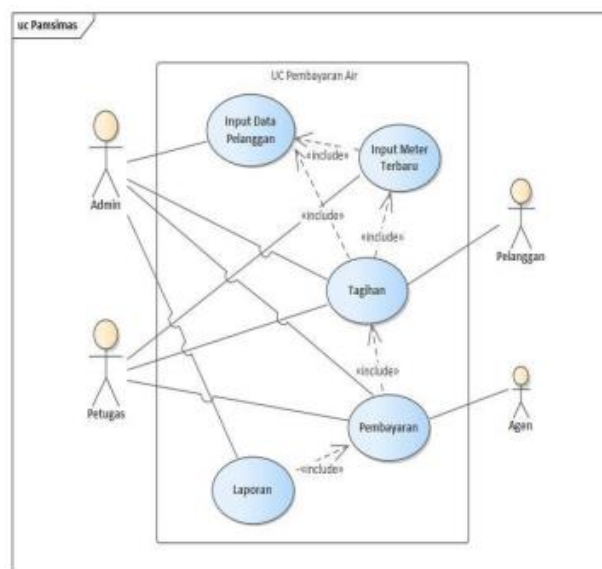 uc Pamsimas
UC Pembayaran Air
Input Data
Pelanggan
«include»
Input Meter
Terbaru
Admin
«include»
«include»
Pelanggan
Tagihan
Petugas
«include»
Pembayaran
Agen
«include»
Laporan